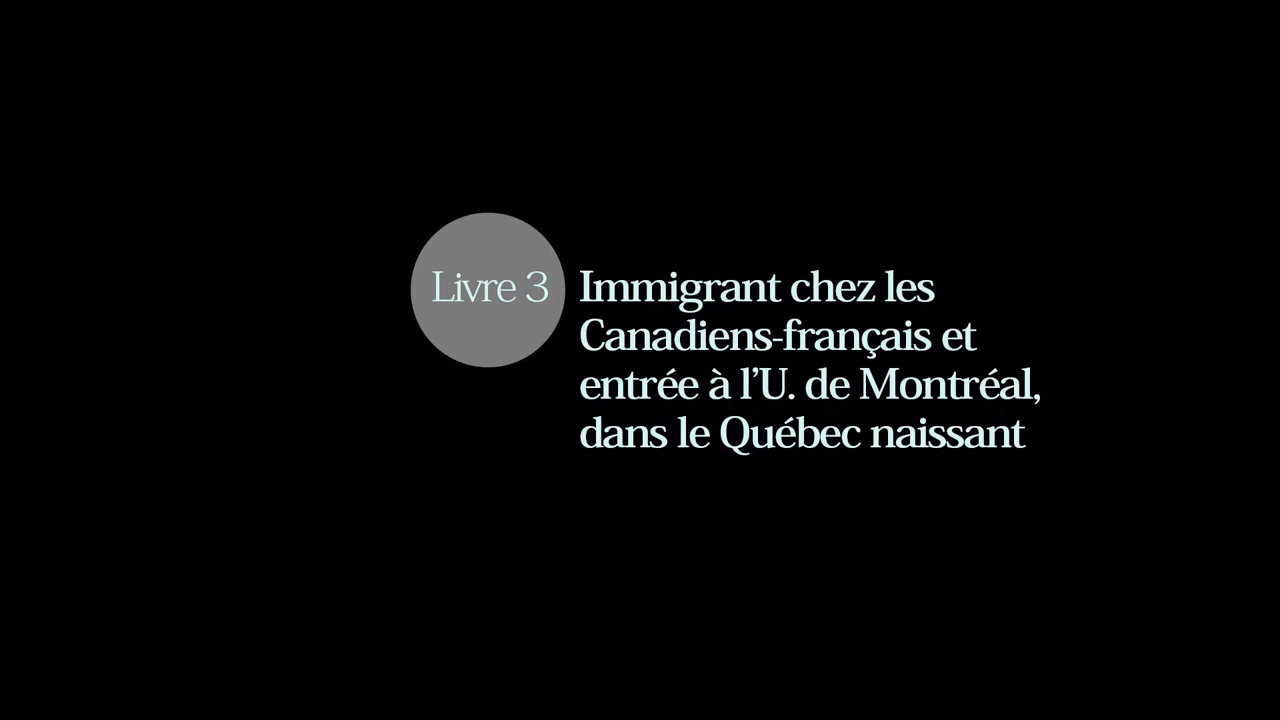 Livre 3
Immigrant chez les
Canadiens-français et
entrée à l’U. de Montréal,
dans le Québec naissant